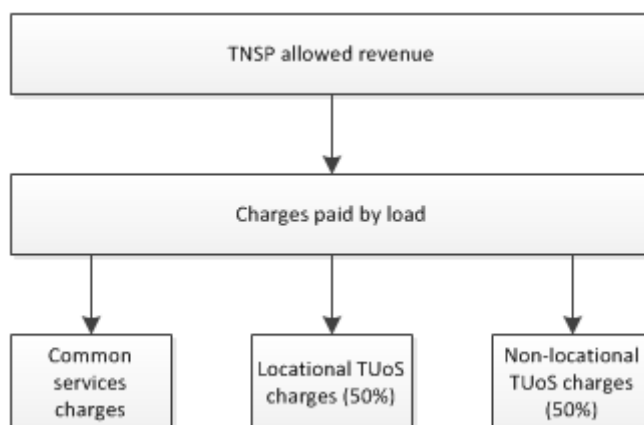 TNSP allowed revenue
Charges paid by load
Common
services
charges
Locational TUoS
charges (50%)
Non-locational
TUoS charges
(50%)